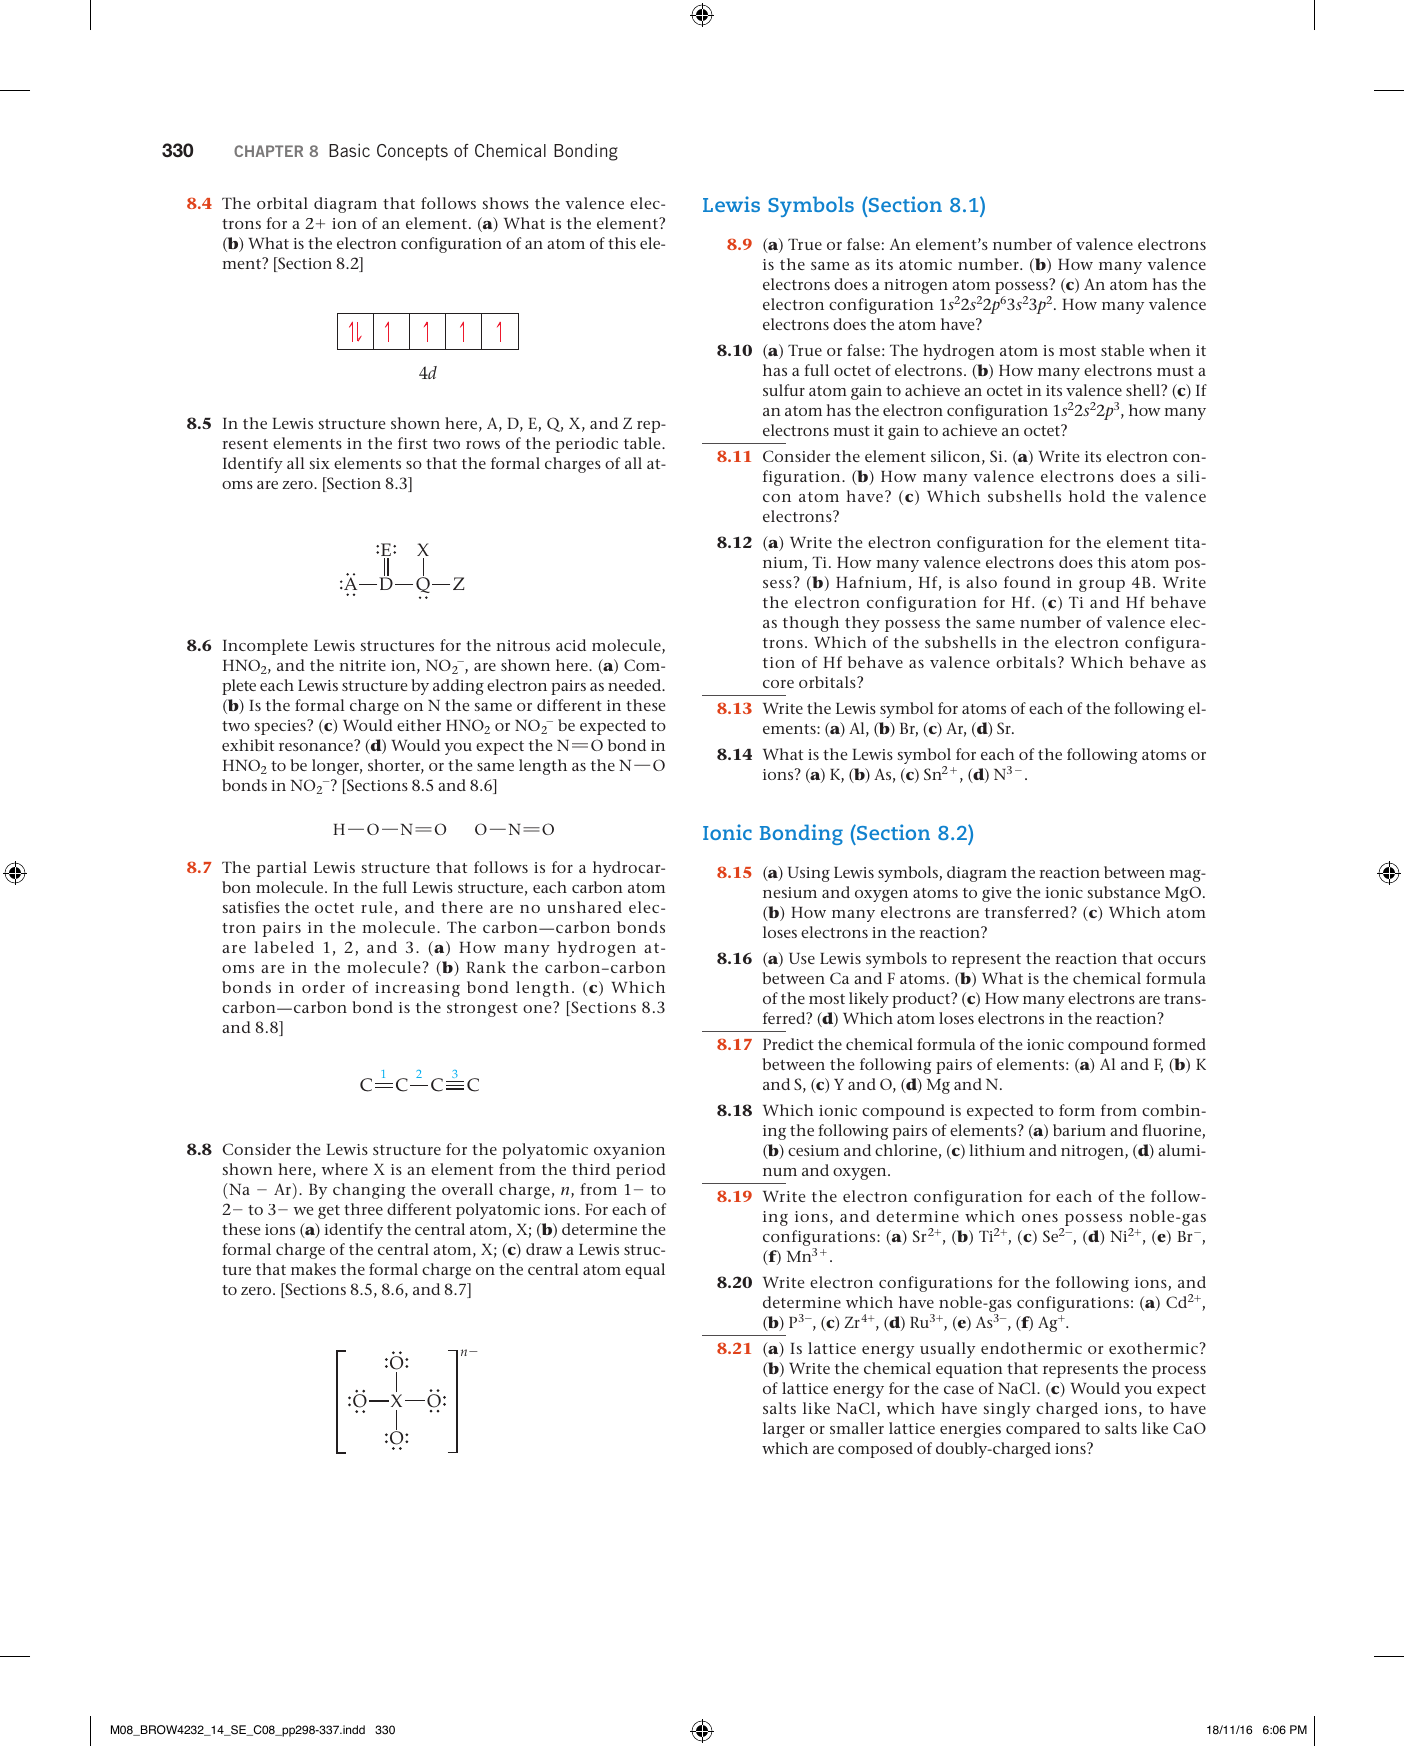 330 CHAPTER 8 Basic Concepts of Chemical Bonding
8.4 The orbital diagram that follows shows the valence elec-
trons for a 2+ ion of an element. (a) What is the element?
(b) What is the electron configuration of an atom of this ele-
ment? [Section 8.2]
⥮ ↿ ↿ ↿ ↿
4d
8.5 In the Lewis structure shown here, A, D, E, Q, X, and Z rep-
resent elements in the first two rows of the periodic table.
Identify all six elements so that the formal charges of all at-
oms are zero. [Section 8.3]
:E: X
:A—D—Q—Z
8.6 Incomplete Lewis structures for the nitrous acid molecule,
HNO₂, and the nitrite ion, NO₂⁻, are shown here. (a) Com-
plete each Lewis structure by adding electron pairs as needed.
(b) Is the formal charge on N the same or different in these
two species? (c) Would either HNO₂ or NO₂⁻ be expected to
exhibit resonance? (d) Would you expect the N=O bond in
HNO₂ to be longer, shorter, or the same length as the N—O
bonds in NO₂⁻? [Sections 8.5 and 8.6]
H—O—N=O O—N=O
8.7 The partial Lewis structure that follows is for a hydrocar-
bon molecule. In the full Lewis structure, each carbon atom
satisfies the octet rule, and there are no unshared elec-
tron pairs in the molecule. The carbon—carbon bonds
are labeled 1, 2, and 3. (a) How many hydrogen at-
oms are in the molecule? (b) Rank the carbon–carbon
bonds in order of increasing bond length. (c) Which
carbon—carbon bond is the strongest one? [Sections 8.3
and 8.8]
1 2 3
C=C—C≡C
8.8 Consider the Lewis structure for the polyatomic oxyanion
shown here, where X is an element from the third period
(Na − Ar). By changing the overall charge, n, from 1− to
2− to 3− we get three different polyatomic ions. For each of
these ions (a) identify the central atom, X; (b) determine the
formal charge of the central atom, X; (c) draw a Lewis struc-
ture that makes the formal charge on the central atom equal
to zero. [Sections 8.5, 8.6, and 8.7]
n−
:O:
:O—X—O:
:O:
Lewis Symbols (Section 8.1)
8.9 (a) True or false: An element’s number of valence electrons
is the same as its atomic number. (b) How many valence
electrons does a nitrogen atom possess? (c) An atom has the
electron configuration 1s²2s²2p⁶3s²3p². How many valence
electrons does the atom have?
8.10 (a) True or false: The hydrogen atom is most stable when it
has a full octet of electrons. (b) How many electrons must a
sulfur atom gain to achieve an octet in its valence shell? (c) If
an atom has the electron configuration 1s²2s²2p³, how many
electrons must it gain to achieve an octet?
8.11 Consider the element silicon, Si. (a) Write its electron con-
figuration. (b) How many valence electrons does a sili-
con atom have? (c) Which subshells hold the valence
electrons?
8.12 (a) Write the electron configuration for the element tita-
nium, Ti. How many valence electrons does this atom pos-
sess? (b) Hafnium, Hf, is also found in group 4B. Write
the electron configuration for Hf. (c) Ti and Hf behave
as though they possess the same number of valence elec-
trons. Which of the subshells in the electron configura-
tion of Hf behave as valence orbitals? Which behave as
core orbitals?
8.13 Write the Lewis symbol for atoms of each of the following el-
ements: (a) Al, (b) Br, (c) Ar, (d) Sr.
8.14 What is the Lewis symbol for each of the following atoms or
ions? (a) K, (b) As, (c) Sn²⁺, (d) N³⁻.
Ionic Bonding (Section 8.2)
8.15 (a) Using Lewis symbols, diagram the reaction between mag-
nesium and oxygen atoms to give the ionic substance MgO.
(b) How many electrons are transferred? (c) Which atom
loses electrons in the reaction?
8.16 (a) Use Lewis symbols to represent the reaction that occurs
between Ca and F atoms. (b) What is the chemical formula
of the most likely product? (c) How many electrons are trans-
ferred? (d) Which atom loses electrons in the reaction?
8.17 Predict the chemical formula of the ionic compound formed
between the following pairs of elements: (a) Al and F, (b) K
and S, (c) Y and O, (d) Mg and N.
8.18 Which ionic compound is expected to form from combin-
ing the following pairs of elements? (a) barium and fluorine,
(b) cesium and chlorine, (c) lithium and nitrogen, (d) alumi-
num and oxygen.
8.19 Write the electron configuration for each of the follow-
ing ions, and determine which ones possess noble-gas
configurations: (a) Sr²⁺, (b) Ti²⁺, (c) Se²⁻, (d) Ni²⁺, (e) Br⁻,
(f) Mn³⁺.
8.20 Write electron configurations for the following ions, and
determine which have noble-gas configurations: (a) Cd²⁺,
(b) P³⁻, (c) Zr⁴⁺, (d) Ru³⁺, (e) As³⁻, (f) Ag⁺.
8.21 (a) Is lattice energy usually endothermic or exothermic?
(b) Write the chemical equation that represents the process
of lattice energy for the case of NaCl. (c) Would you expect
salts like NaCl, which have singly charged ions, to have
larger or smaller lattice energies compared to salts like CaO
which are composed of doubly-charged ions?
M08_BROW4232_14_SE_C08_pp298-337.indd 330 18/11/16 6:06 PM